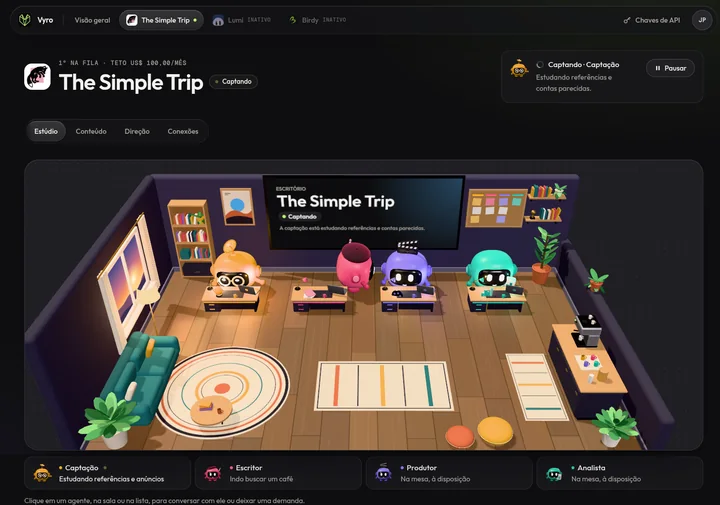 Vyro
Visão geral
The Simple Trip
Lumi INATIVO
Birdy INATIVO
Chaves de API
JP
1º NA FILA · TETO US$ 100,00/MÊS
The Simple Trip
Captando
Captando · Captação
Estudando referências e
contas parecidas.
Pausar
Estúdio
Conteúdo
Direção
Conexões
ESCRITÓRIO
The Simple Trip
Captando
A captação está estudando referências e contas parecidas.
Captação
Estudando referências e anúncios
Escritor
Indo buscar um café
Produtor
Na mesa, à disposição
Analista
Na mesa, à disposição
Clique em um agente, na sala ou na lista, para conversar com ele ou deixar uma demanda.